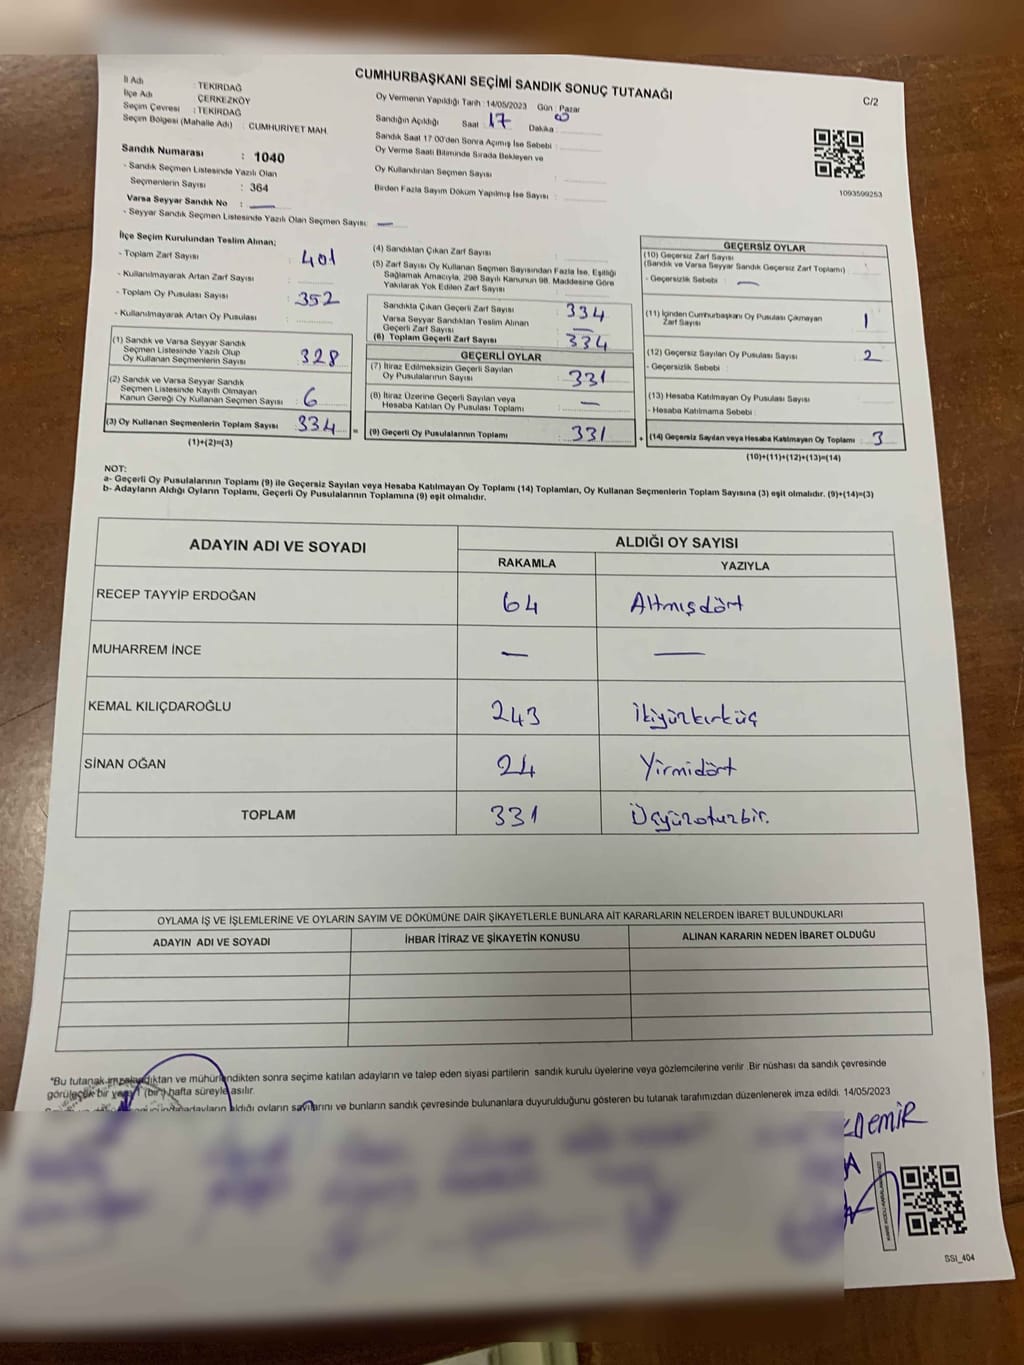 CUMHURBAŞKANI SEÇİMİ SANDIK SONUÇ TUTANAĞI
C/2
İl Adı : TEKİRDAĞ
İlçe Adı ÇERKEZKÖY
Seçim Çevresi : TEKİRDAĞ
Seçim Bölgesi (Mahalle Adı) : CUMHURİYET MAH.
Oy Vermenin Yapıldığı Tarih : 14/05/2023 Gün : Pazar
Sandığın Açıldığı Saat 17 Dakika
Sandık Saat 17 00'den Sonra Açımış İse Sebebi :
Oy Verme Saati Bitiminde Sırada Bekleyen ve
Oy Kullandırılan Seçmen Sayısı :
Birden Fazla Sayım Döküm Yapılmış İse Sayısı :
1093599253
Sandık Numarası : 1040
- Sandık Seçmen Listesinde Yazılı Olan
Seçmenlerin Sayısı : 364
Varsa Seyyar Sandık No : —
- Seyyar Sandık Seçmen Listesinde Yazılı Olan Seçmen Sayısı: —
İlçe Seçim Kurulundan Teslim Alınan;
- Toplam Zarf Sayısı : 401
- Kullanılmayarak Artan Zarf Sayısı :
- Toplam Oy Pusulası Sayısı : 352
- Kullanılmayarak Artan Oy Pusulası :
(1) Sandık ve Varsa Seyyar Sandık
Seçmen Listesinde Yazılı Olup
Oy Kullanan Seçmenlerin Sayısı : 328
(2) Sandık ve Varsa Seyyar Sandık
Seçmen Listesinde Kayıtlı Olmayan
Kanun Gereği Oy Kullanan Seçmen Sayısı : 6
(3) Oy Kullanan Seçmenlerin Toplam Sayısı : 334
(1)+(2)=(3)
(4) Sandıktan Çıkan Zarf Sayısı :
(5) Zarf Sayısı Oy Kullanan Seçmen Sayısından Fazla İse, Eşitliği
Sağlamak Amacıyla, 298 Sayılı Kanunun 98. Maddesine Göre
Yakılarak Yok Edilen Zarf Sayısı :
Sandıkta Çıkan Geçerli Zarf Sayısı : 334
Varsa Seyyar Sandıktan Teslim Alınan
Geçerli Zarf Sayısı : —
(6) Toplam Geçerli Zarf Sayısı : 334
GEÇERLİ OYLAR
(7) İtiraz Edilmeksizin Geçerli Sayılan
Oy Pusulalarının Sayısı : 331
(8) İtiraz Üzerine Geçerli Sayılan veya
Hesaba Katılan Oy Pusulası Toplamı : —
= (9) Geçerli Oy Pusulalarının Toplamı : 331
GEÇERSİZ OYLAR
(10) Geçersiz Zarf Sayısı
(Sandık ve Varsa Seyyar Sandık Geçersiz Zarf Toplamı) :
- Geçersizlik Sebebi : —
(11) İçinden Cumhurbaşkanı Oy Pusulası Çıkmayan
Zarf Sayısı : 1
(12) Geçersiz Sayılan Oy Pusulası Sayısı : 2
- Geçersizlik Sebebi :
(13) Hesaba Katılmayan Oy Pusulası Sayısı :
- Hesaba Katılmama Sebebi :
+ (14) Geçersiz Sayılan veya Hesaba Katılmayan Oy Toplamı : 3
(10)+(11)+(12)+(13)=(14)
NOT:
a- Geçerli Oy Pusulalarının Toplamı (9) ile Geçersiz Sayılan veya Hesaba Katılmayan Oy Toplamı (14) Toplamları, Oy Kullanan Seçmenlerin Toplam Sayısına (3) eşit olmalıdır. (9)+(14)=(3)
b- Adayların Aldığı Oyların Toplamı, Geçerli Oy Pusulalarının Toplamına (9) eşit olmalıdır.
ADAYIN ADI VE SOYADI ALDIĞI OY SAYISI
RAKAMLA YAZIYLA
RECEP TAYYİP ERDOĞAN 64 Altmışdört
MUHARREM İNCE — —
KEMAL KILIÇDAROĞLU 243 İkiyüzkırküç
SİNAN OĞAN 24 Yirmidört
TOPLAM 331 Üçyüzotuzbir.
OYLAMA İŞ VE İŞLEMLERİNE VE OYLARIN SAYIM VE DÖKÜMÜNE DAİR ŞİKAYETLERLE BUNLARA AİT KARARLARIN NELERDEN İBARET BULUNDUKLARI
ADAYIN ADI VE SOYADI İHBAR İTİRAZ VE ŞİKAYETİN KONUSU ALINAN KARARIN NEDEN İBARET OLDUĞU
"Bu tutanak imzalandıktan ve mühürlendikten sonra seçime katılan adayların ve talep eden siyasi partilerin sandık kurulu üyelerine veya gözlemcilerine verilir. Bir nüshası da sandık çevresinde
görülecek bir yere (bir) hafta süreyle asılır.
adayların aldığı oyların sayılarını ve bunların sandık çevresinde bulunanlara duyurulduğunu gösteren bu tutanak tarafımızdan düzenlenerek imza edildi. 14/05/2023
DEMİR
SSI_404